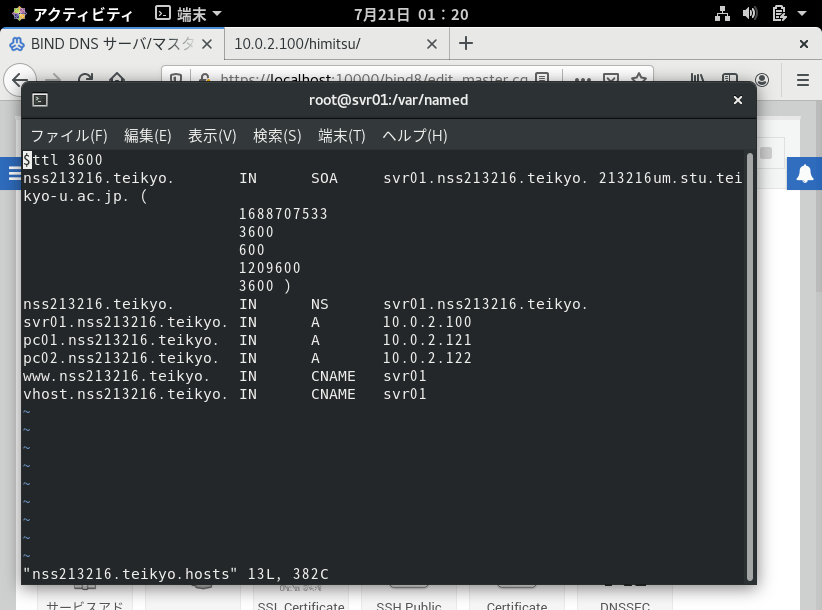 アクティビティ 端末 7月21日 01：20
BIND DNS サーバ/マスタ 10.0.2.100/himitsu/
https://localhost:10000/bind8/edit_master.cg
root@svr01:/var/named
ファイル(F) 編集(E) 表示(V) 検索(S) 端末(T) ヘルプ(H)
$ttl 3600
nss213216.teikyo. IN SOA svr01.nss213216.teikyo. 213216um.stu.tei
kyo-u.ac.jp. (
1688707533
3600
600
1209600
3600 )
nss213216.teikyo. IN NS svr01.nss213216.teikyo.
svr01.nss213216.teikyo. IN A 10.0.2.100
pc01.nss213216.teikyo. IN A 10.0.2.121
pc02.nss213216.teikyo. IN A 10.0.2.122
www.nss213216.teikyo. IN CNAME svr01
vhost.nss213216.teikyo. IN CNAME svr01
~
~
~
~
~
~
~
~
~
"nss213216.teikyo.hosts" 13L, 382C
サービスアド SSL Certificate SSH Public Certificate DNSSEC